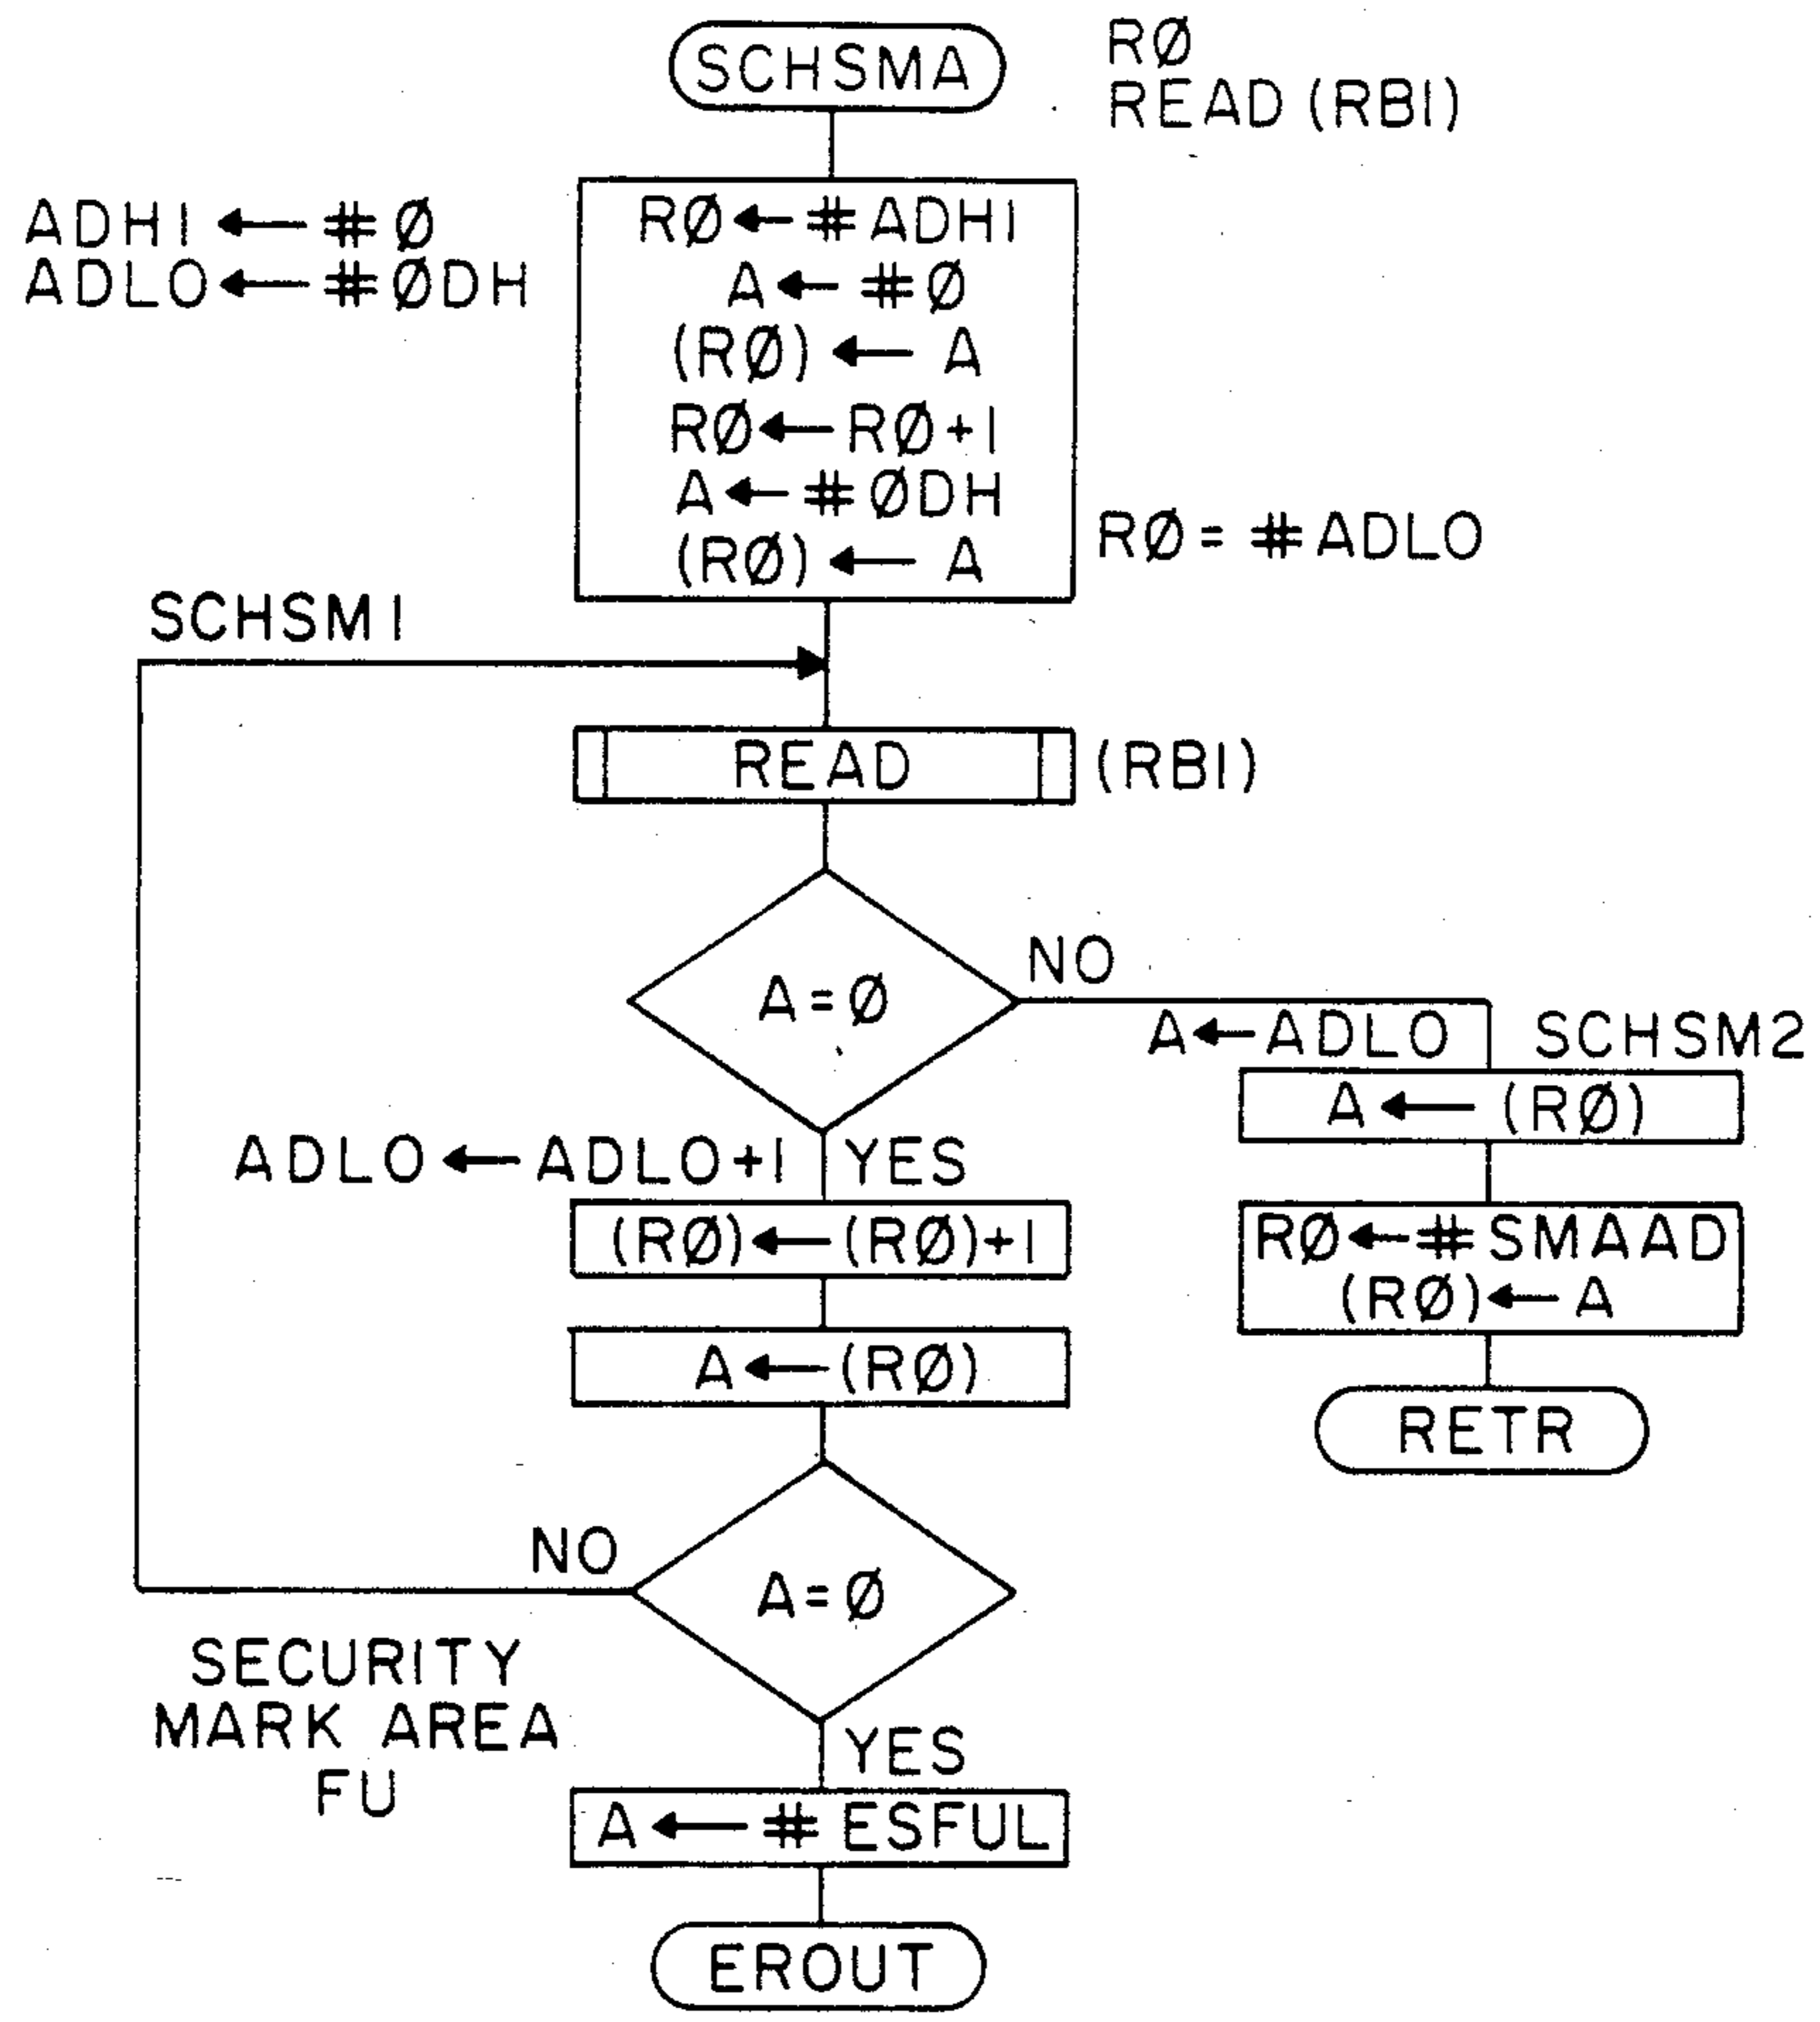 SCHSMA
RØ
READ (RB1)
ADHI ← # Ø
ADLO ← # ØDH
RØ ← # ADHI
A ← # Ø
(RØ) ← A
RØ ← RØ+1
A ← # ØDH
(RØ) ← A
RØ = # ADLO
SCHSM1
READ
(RB1)
A = Ø
NO
A ← ADLO
SCHSM2
A ← (RØ)
RØ ← # SMAAD
(RØ) ← A
RETR
ADLO ← ADLO+1
YES
(RØ) ← (RØ)+1
A ← (RØ)
NO
A = Ø
SECURITY
MARK AREA
FU
YES
A ← # ESFUL
EROUT